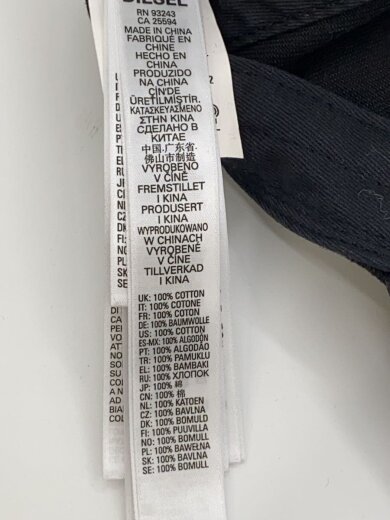 DIESEL
RN 93243
CA 25594
MADE IN CHINA
FABRIQUÉ EN
CHINE
HECHO EN
CHINA
PRODUZIDO
NA CHINA
ÇİN'DE
ÜRETİLMİŞTİR.
ΚΑΤΑΣΚΕΥΑΣΜΕΝΟ
ΣΤΗΝ ΚΙΝΑ
СДЕЛАНО В
КИТАЕ
中国.广东省.
佛山市制造
VYROBENO
V ČÍNĚ
FREMSTILLET
I KINA
PRODUSERT
I KINA
WYPRODUKOWANO
W CHINACH
VYROBENÉ
V ČÍNE
TILLVERKAD
I KINA
UK: 100% COTTON
IT: 100% COTONE
FR: 100% COTON
DE: 100% BAUMWOLLE
US: 100% COTTON
ES-MX: 100% ALGODÓN
PT: 100% ALGODÃO
TR: 100% PAMUKLU
EL: 100% BAMBAKI
RU: 100% ХЛОПОК
JP: 100% 綿
CN: 100% 棉
NL: 100% KATOEN
CZ: 100% BAVLNA
DK: 100% BOMULD
FI: 100% PUUVILLA
NO: 100% BOMULL
PL: 100% BAWEŁNA
SK: 100% BAVLNA
SE: 100% BOMULL